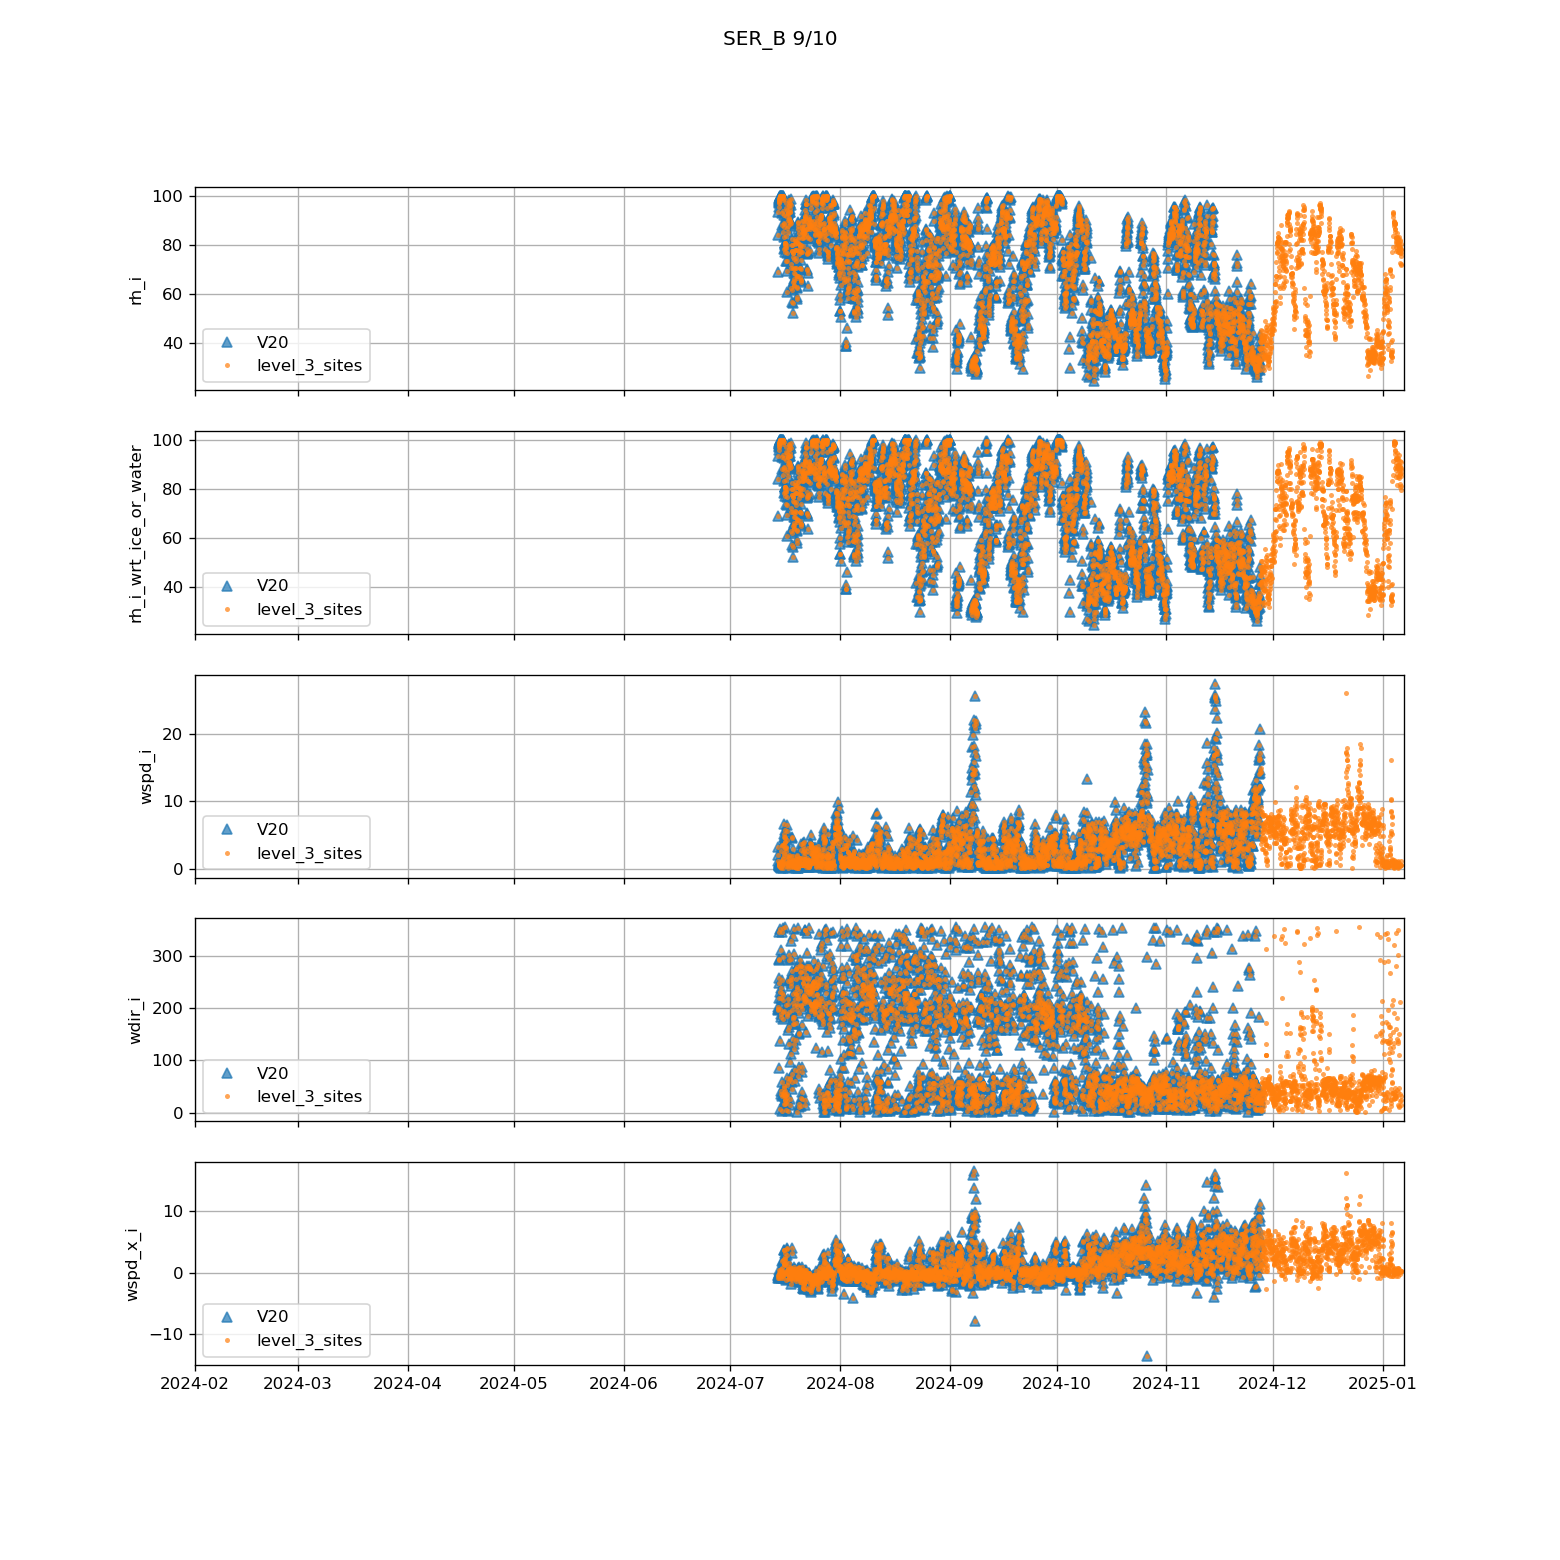 SER_B 9/10
100
80
60
40
rh_i
V20
level_3_sites
100
80
60
40
rh_i_wrt_ice_or_water
V20
level_3_sites
20
10
0
wspd_i
V20
level_3_sites
300
200
100
0
wdir_i
V20
level_3_sites
10
0
−10
wspd_x_i
V20
level_3_sites
2024-02 2024-03 2024-04 2024-05 2024-06 2024-07 2024-08 2024-09 2024-10 2024-11 2024-12 2025-01